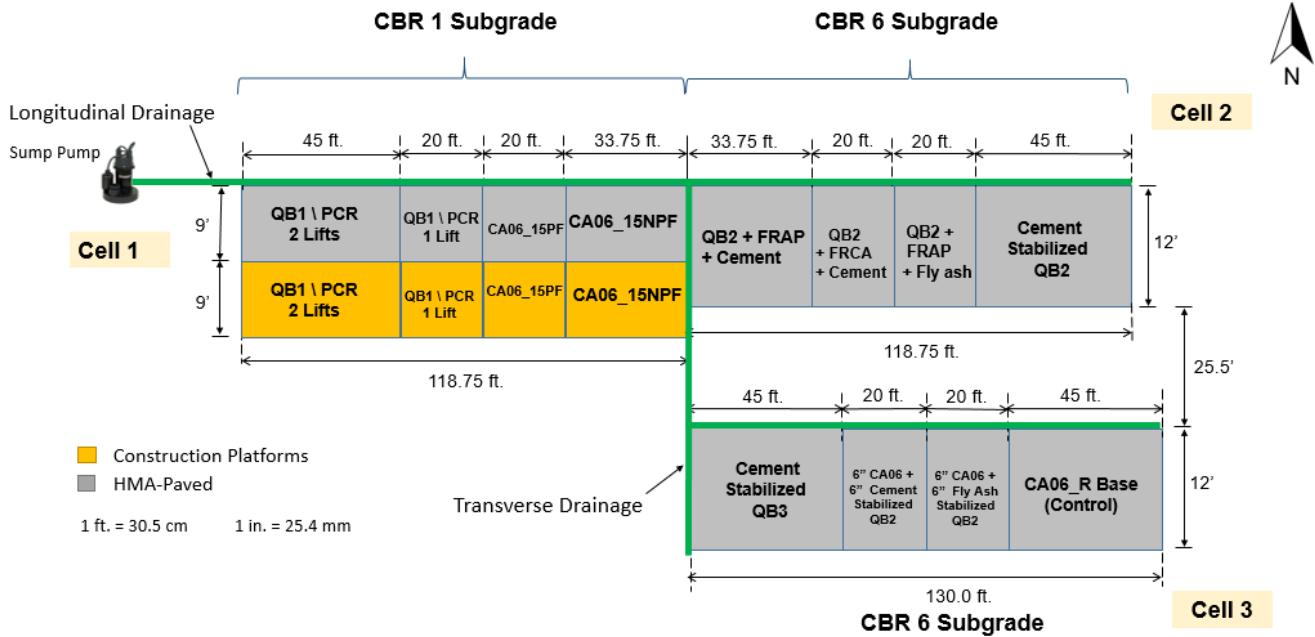 CBR 1 Subgrade
CBR 6 Subgrade
N
Cell 2
Longitudinal Drainage
Sump Pump
45 ft.
20 ft.
20 ft.
33.75 ft.
33.75 ft.
20 ft.
20 ft.
45 ft.
Cell 1
9’
9’
QB1 \ PCR
2 Lifts
QB1 \ PCR
1 Lift
CA06_15PF
CA06_15NPF
QB1 \ PCR
2 Lifts
QB1 \ PCR
1 Lift
CA06_15PF
CA06_15NPF
QB2 + FRAP
+ Cement
QB2
+ FRCA
+ Cement
QB2 +
FRAP
+ Fly ash
Cement
Stabilized
QB2
12’
118.75 ft.
118.75 ft.
25.5’
45 ft.
20 ft.
20 ft.
45 ft.
Construction Platforms
HMA-Paved
1 ft. = 30.5 cm
1 in. = 25.4 mm
Transverse Drainage
Cement
Stabilized
QB3
6” CA06 +
6” Cement
Stabilized
QB2
6” CA06 +
6” Fly Ash
Stabilized
QB2
CA06_R Base
(Control)
12’
130.0 ft.
CBR 6 Subgrade
Cell 3